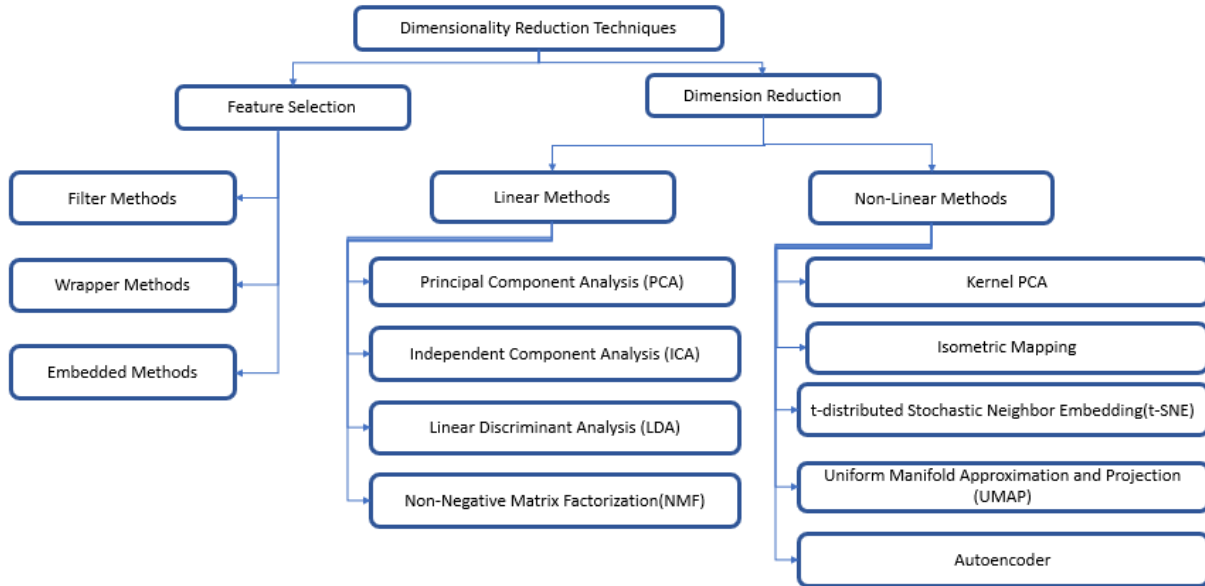 Dimensionality Reduction Techniques
Feature Selection
Dimension Reduction
Filter Methods
Wrapper Methods
Embedded Methods
Linear Methods
Principal Component Analysis (PCA)
Independent Component Analysis (ICA)
Linear Discriminant Analysis (LDA)
Non-Negative Matrix Factorization(NMF)
Non-Linear Methods
Kernel PCA
Isometric Mapping
t-distributed Stochastic Neighbor Embedding(t-SNE)
Uniform Manifold Approximation and Projection
(UMAP)
Autoencoder